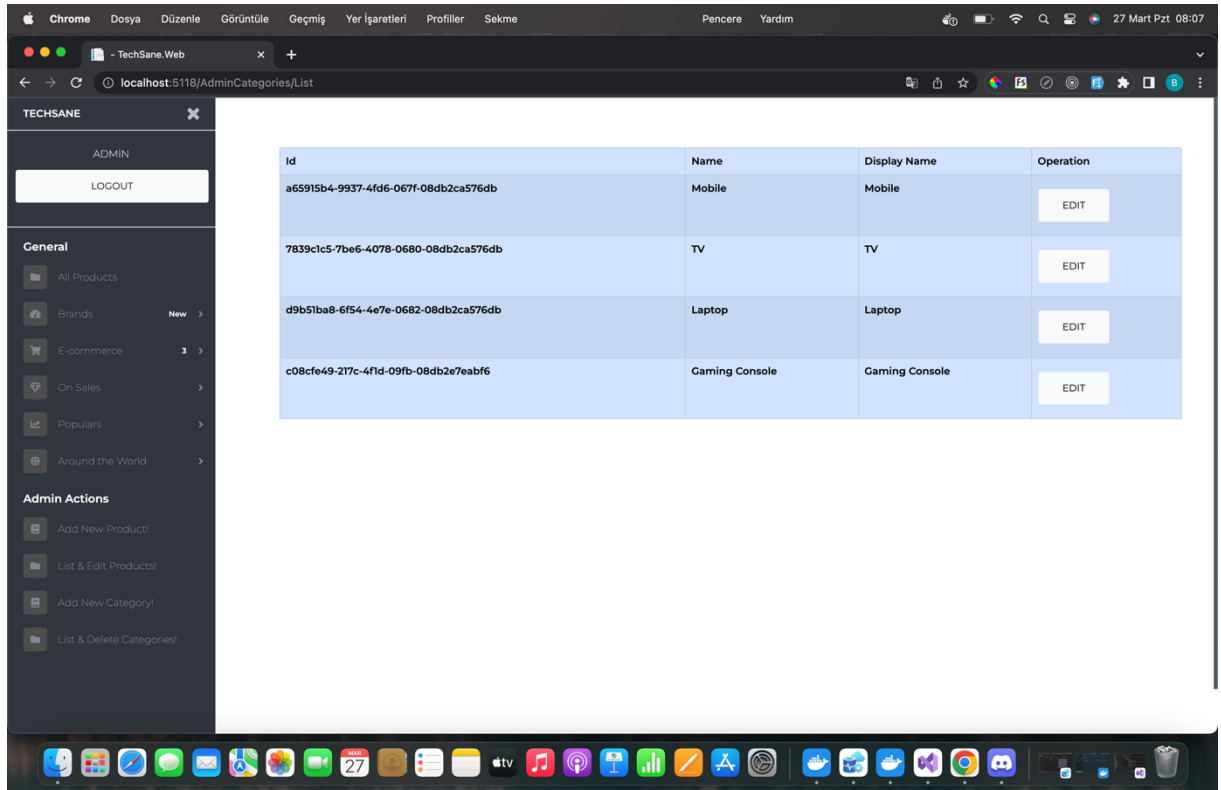 Chrome Dosya Düzenle Görüntüle Geçmiş Yer İşaretleri Profiller Sekme Pencere Yardım 27 Mart Pzt 08:07
- TechSane.Web
localhost:5118/AdminCategories/List
TECHSANE
ADMİN
LOGOUT
General
All Products
Brands New
E-commerce 3
On Sales
Populars
Around the World
Admin Actions
Add New Product!
List & Edit Products!
Add New Category!
List & Delete Categories!
Id Name Display Name Operation
a65915b4-9937-4fd6-067f-08db2ca576db Mobile Mobile EDIT
7839c1c5-7be6-4078-0680-08db2ca576db TV TV EDIT
d9b51ba8-6f54-4e7e-0682-08db2ca576db Laptop Laptop EDIT
c08cfe49-217c-4f1d-09fb-08db2e7eabf6 Gaming Console Gaming Console EDIT
MAR
27
tv